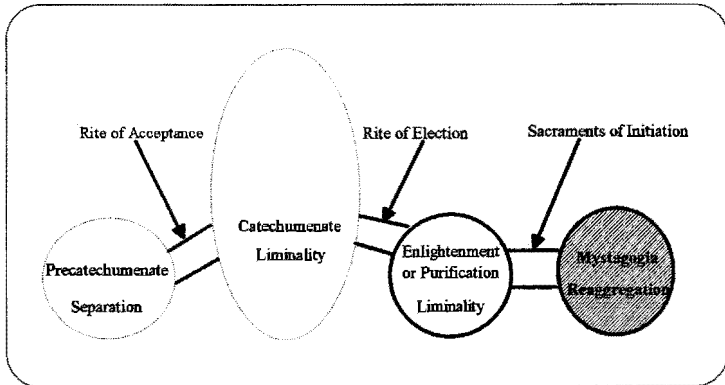 Rite of Acceptance
Rite of Election
Sacraments of Initiation
Precatechumenate
Separation
Catechumenate
Liminality
Enlightenment
or Purification
Liminality
Mystagogia
Reaggregation